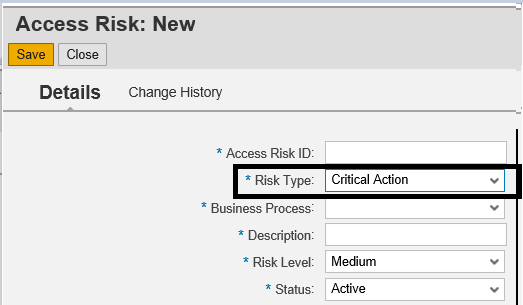 Access Risk: New
Save Close
Details Change History
* Access Risk ID:
* Risk Type: Critical Action
* Business Process:
* Description:
* Risk Level: Medium
* Status: Active